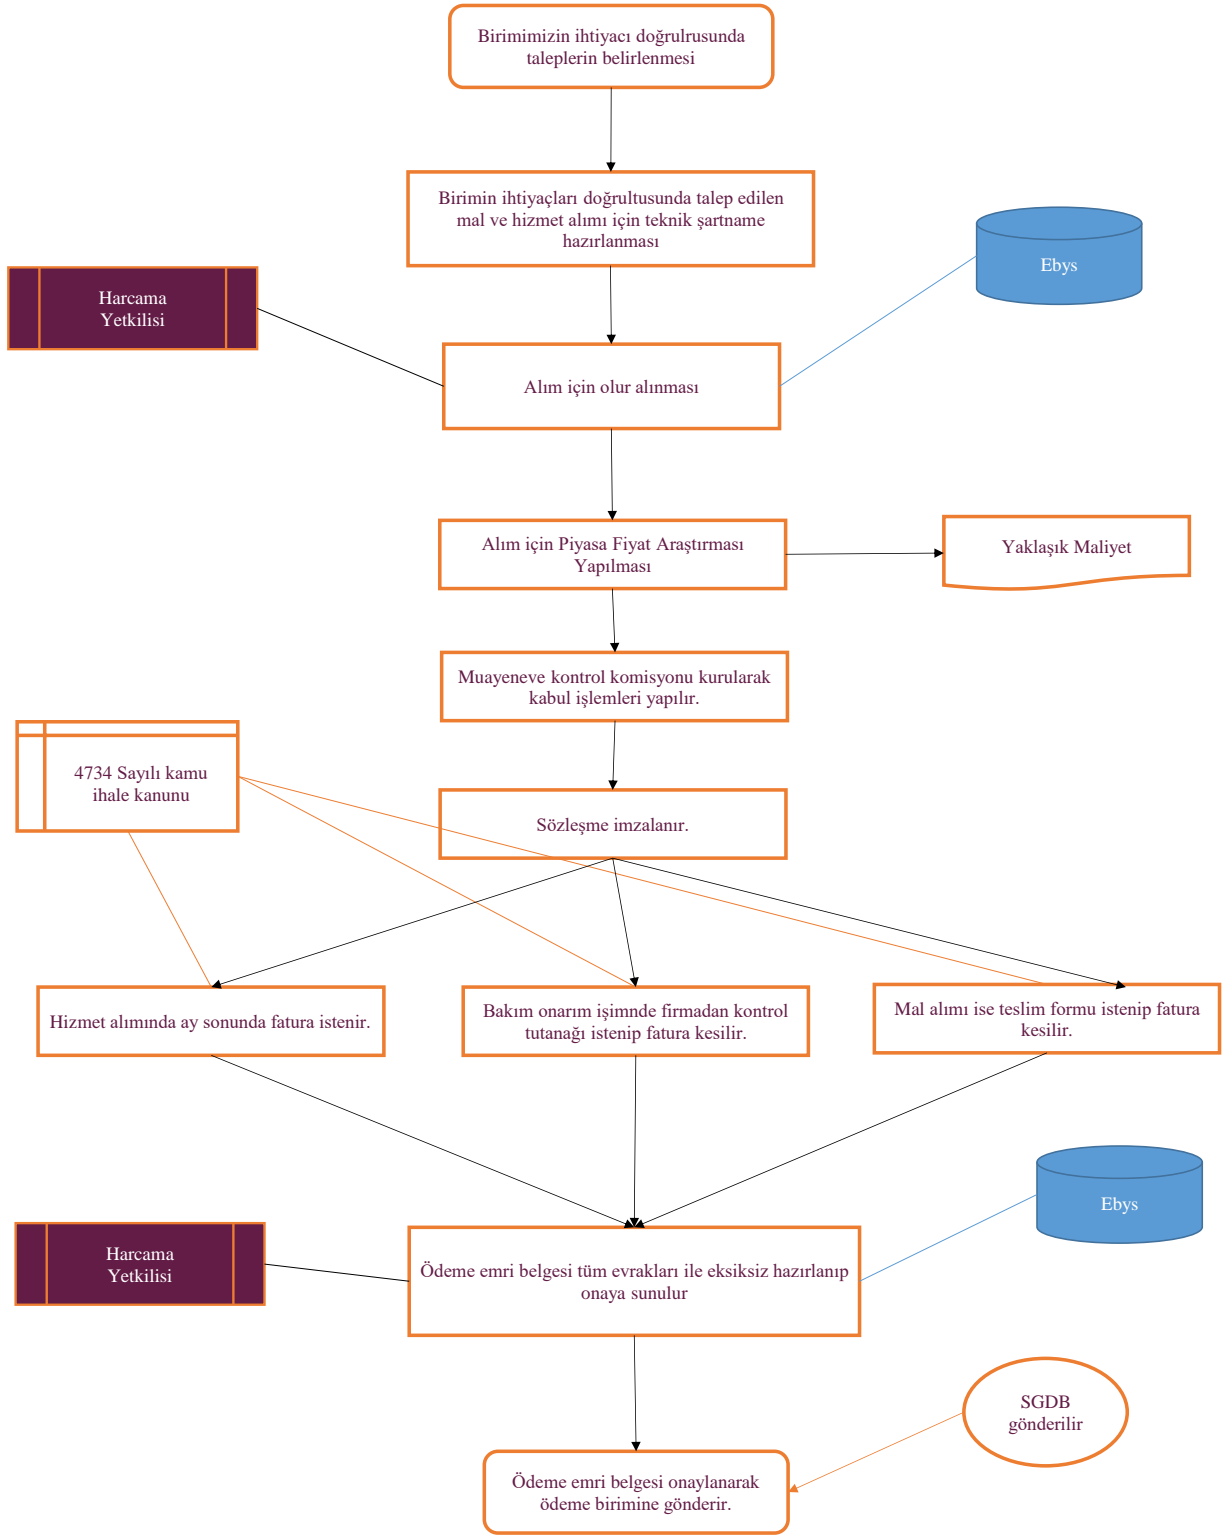 Birimimizin ihtiyacı doğrulrusunda
taleplerin belirlenmesi
Birimin ihtiyaçları doğrultusunda talep edilen
mal ve hizmet alımı için teknik şartname
hazırlanması
Ebys
Harcama
Yetkilisi
Alım için olur alınması
Alım için Piyasa Fiyat Araştırması
Yapılması
Yaklaşık Maliyet
Muayeneve kontrol komisyonu kurularak
kabul işlemleri yapılır.
4734 Sayılı kamu
ihale kanunu
Sözleşme imzalanır.
Hizmet alımında ay sonunda fatura istenir.
Bakım onarım işimnde firmadan kontrol
tutanağı istenip fatura kesilir.
Mal alımı ise teslim formu istenip fatura
kesilir.
Ebys
Harcama
Yetkilisi
Ödeme emri belgesi tüm evrakları ile eksiksiz hazırlanıp
onaya sunulur
SGDB
gönderilir
Ödeme emri belgesi onaylanarak
ödeme birimine gönderir.